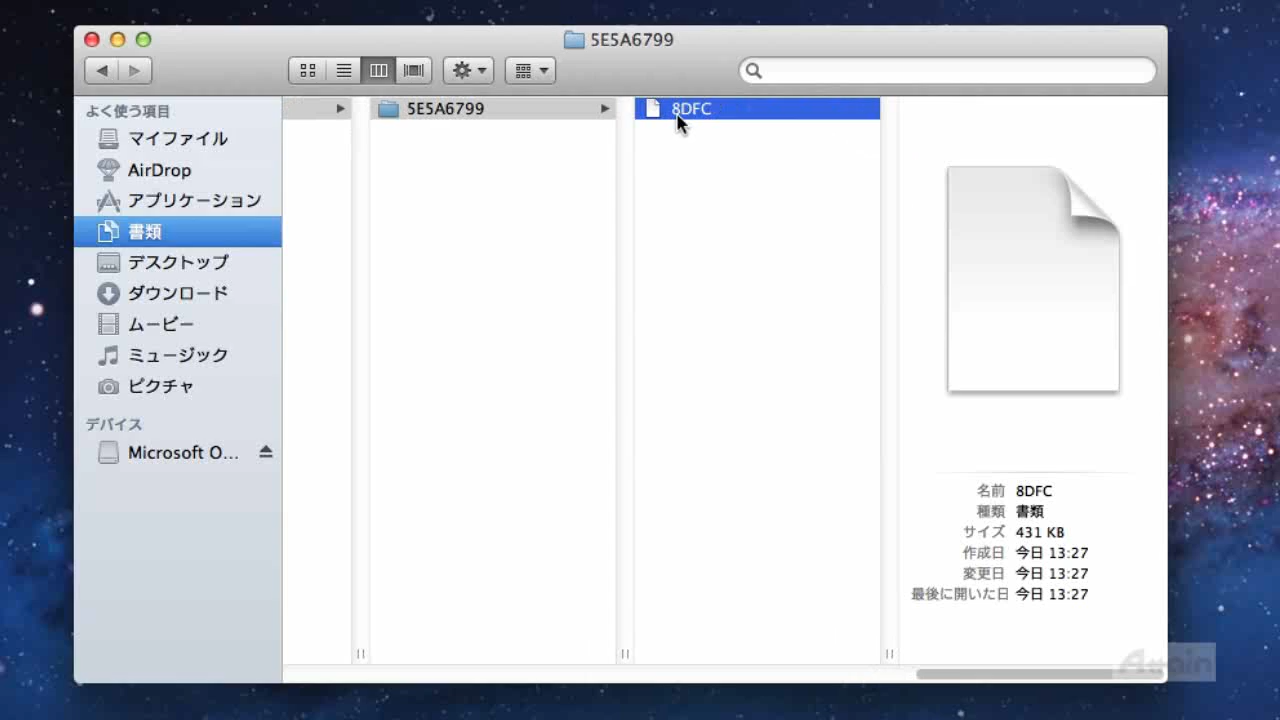 5E5A6799
よく使う項目
マイファイル
AirDrop
アプリケーション
書類
デスクトップ
ダウンロード
ムービー
ミュージック
ピクチャ
デバイス
Microsoft O...
5E5A6799
8DFC
名前 8DFC
種類 書類
サイズ 431 KB
作成日 今日 13:27
変更日 今日 13:27
最後に開いた日 今日 13:27